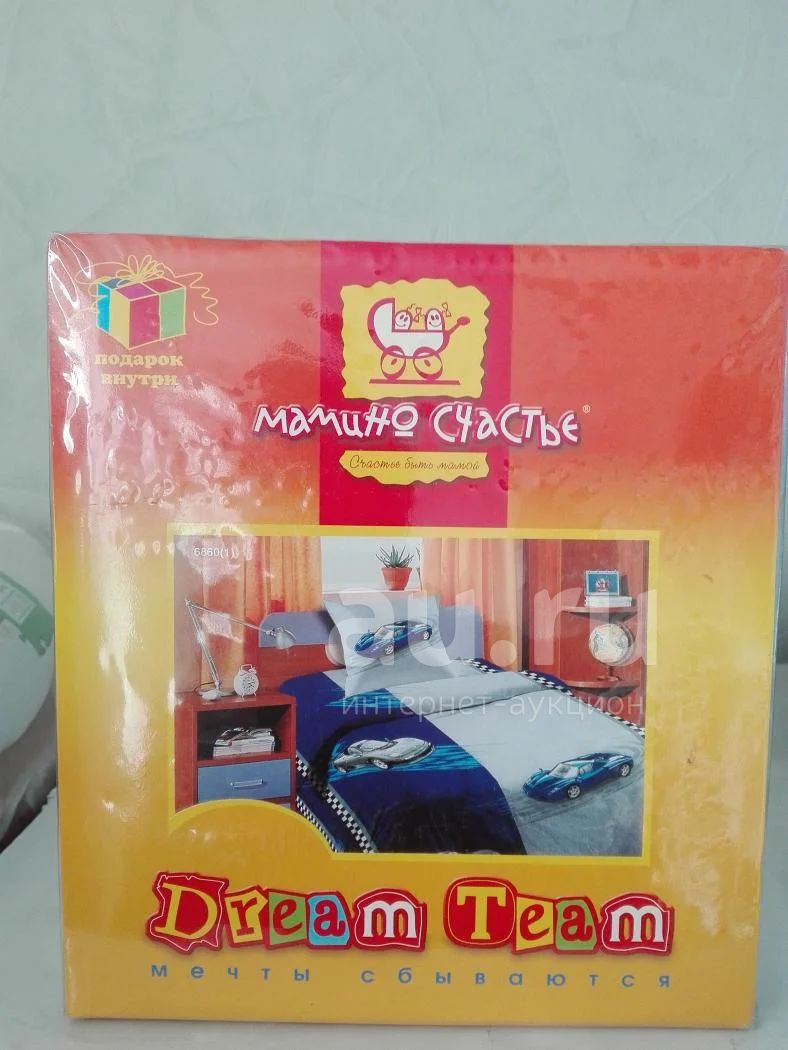 подарок
внутри
мамино счастье®
Счастье быть мамой
6860(1)
au.ru
интернет-аукцион
Dream Team
мечты сбываются